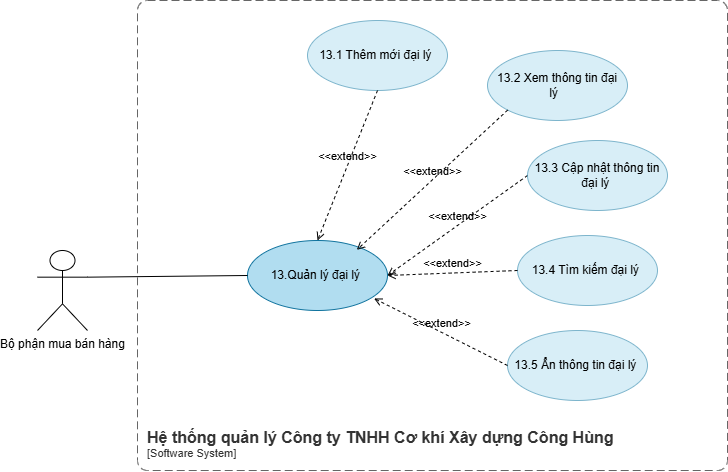 13.1 Thêm mới đại lý
13.2 Xem thông tin đại
lý
<<extend>>
<<extend>>
13.3 Cập nhật thông tin
đại lý
<<extend>>
13.Quản lý đại lý
<<extend>>
13.4 Tìm kiếm đại lý
<<extend>>
Bộ phận mua bán hàng
13.5 Ẩn thông tin đại lý
Hệ thống quản lý Công ty TNHH Cơ khí Xây dựng Công Hùng
[Software System]